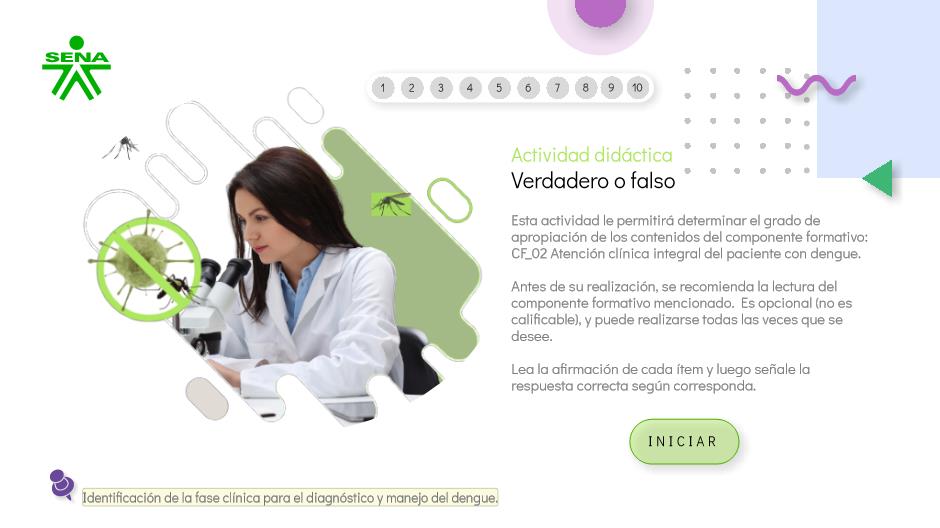 SENA
1 2 3 4 5 6 7 8 9 10
Actividad didáctica
Verdadero o falso
Esta actividad le permitirá determinar el grado de
apropiación de los contenidos del componente formativo:
CF_02 Atención clínica integral del paciente con dengue.
Antes de su realización, se recomienda la lectura del
componente formativo mencionado. Es opcional (no es
calificable), y puede realizarse todas las veces que se
desee.
Lea la afirmación de cada ítem y luego señale la
respuesta correcta según corresponda.
INICIAR
Identificación de la fase clínica para el diagnóstico y manejo del dengue.